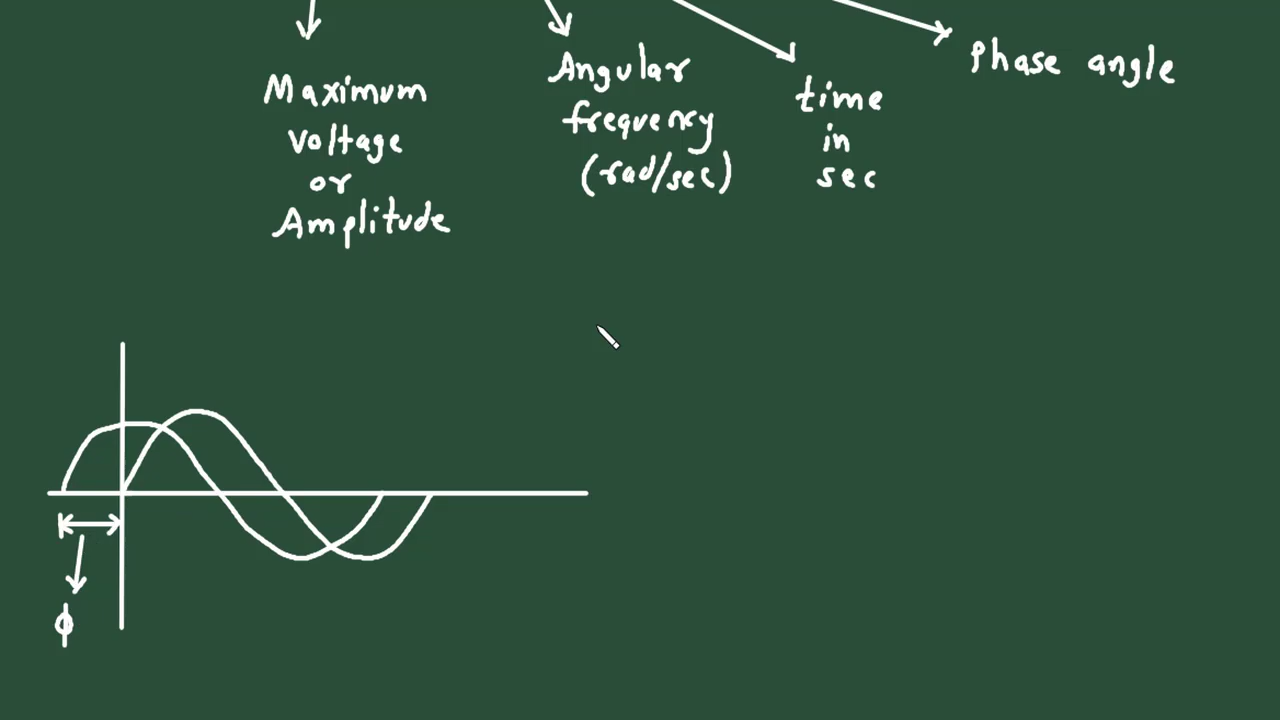 Maximum
voltage
or
Amplitude
Angular
frequency
(rad/sec)
time
in
sec
Phase angle
ϕ